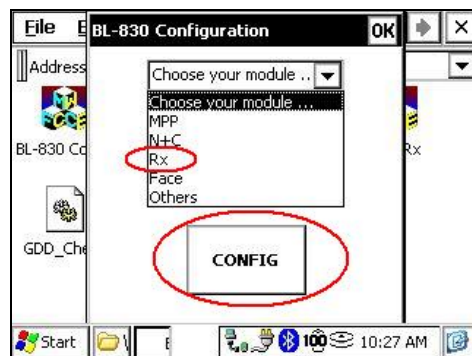 File E
BL-830 Configuration
OK
Address
Choose your module ..
Choose your module ...
MPP
N+C
Rx
Face
Others
BL-830 Co
Rx
GDD_Che
CONFIG
Start
100
10:27 AM